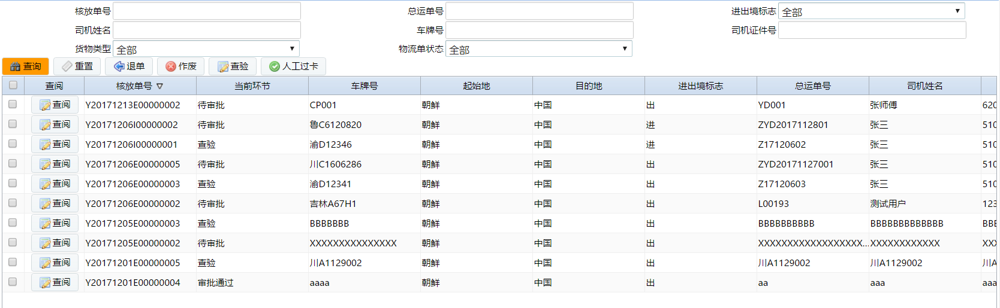 核放单号 总运单号 进出境标志 全部
司机姓名 车牌号 司机证件号
货物类型 全部 物流单状态 全部
查询 重置 退单 作废 查验 人工过卡
查阅 核放单号 当前环节 车牌号 起始地 目的地 进出境标志 总运单号 司机姓名
查阅 Y20171213E00000002 待审批 CP001 朝鲜 中国 出 YD001 张师傅 620
查阅 Y20171206I00000002 待审批 鲁C6120820 朝鲜 中国 进 ZYD2017112801 张三 510
查阅 Y20171206I00000001 查验 渝D12346 朝鲜 中国 进 Z17120602 张三 510
查阅 Y20171206E00000005 待审批 川C1606286 朝鲜 中国 出 ZYD20171127001 张三 510
查阅 Y20171206E00000003 查验 渝D12341 朝鲜 中国 出 Z17120603 张三 510
查阅 Y20171206E00000002 待审批 吉林A67H1 朝鲜 中国 出 L00193 测试用户 123
查阅 Y20171205E00000003 查验 BBBBBBB 朝鲜 中国 出 BBBBBBBBBB BBBBBBBBBBBBB BBB
查阅 Y20171205E00000002 待审批 XXXXXXXXXXXXXXX 朝鲜 中国 出 XXXXXXXXXXXXXXXXXX... XXXXXXXXXXXX XXX
查阅 Y20171201E00000005 查验 川A1129002 朝鲜 中国 出 川A1129002 川A1129002 川A
查阅 Y20171201E00000004 审批通过 aaaa 朝鲜 中国 出 aa aaa aaa